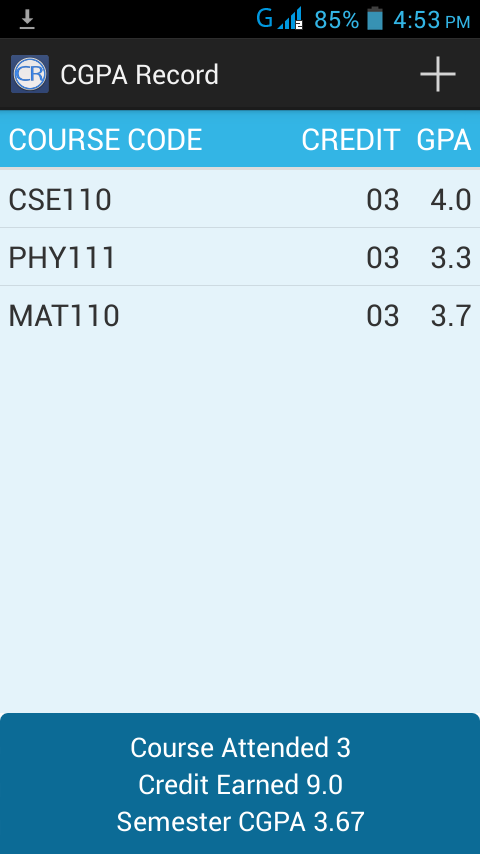 G 85% 4:53 PM
CR CGPA Record
COURSE CODE CREDIT GPA
CSE110 03 4.0
PHY111 03 3.3
MAT110 03 3.7
Course Attended 3
Credit Earned 9.0
Semester CGPA 3.67